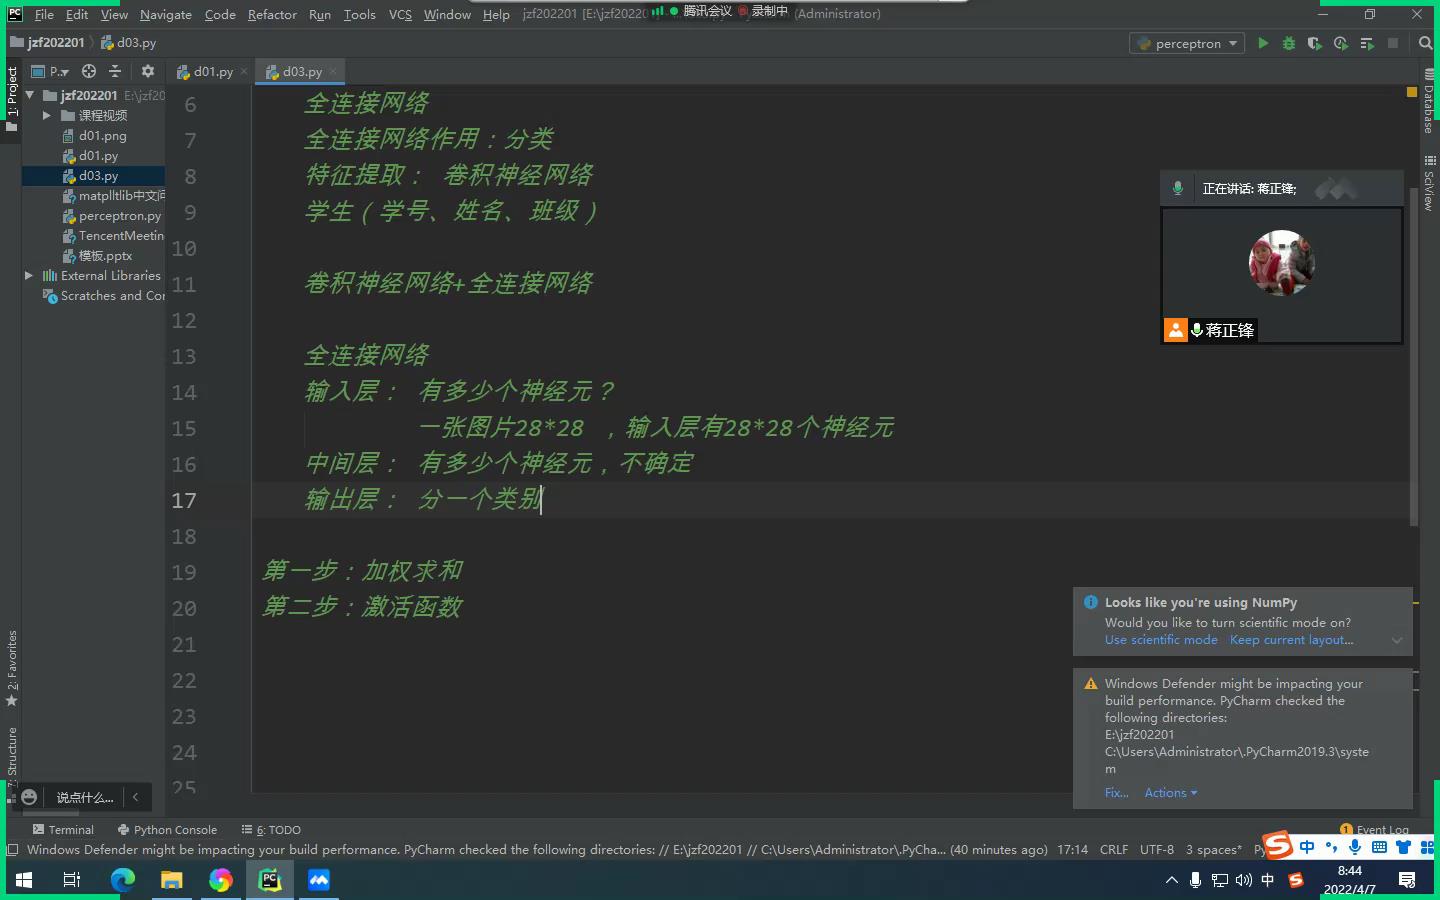 File Edit View Navigate Code Refactor Run Tools VCS Window Help jzf202201 [E:\jzf2022 腾讯会议 录制中 (Administrator)
jzf202201 d03.py perceptron
P.. d01.py d03.py
1: Project
jzf202201 E:\jzf20
课程视频
d01.png
d01.py
d03.py
matplltlib中文问
perceptron.py
TencentMeetin
模板.pptx
External Libraries
Scratches and Cor
2: Favorites
7: Structure
6 全连接网络
7 全连接网络作用：分类
8 特征提取： 卷积神经网络
9 学生（学号、姓名、班级）
10
11 卷积神经网络+全连接网络
12
13 全连接网络
14 输入层： 有多少个神经元？
15 一张图片28*28 ，输入层有28*28个神经元
16 中间层： 有多少个神经元，不确定
17 输出层： 分一个类别
18
19 第一步：加权求和
20 第二步：激活函数
21
22
23
24
25
Database
SciView
正在讲话: 蒋正锋;
蒋正锋
Looks like you're using NumPy
Would you like to turn scientific mode on?
Use scientific mode Keep current layout...
Windows Defender might be impacting your
build performance. PyCharm checked the
following directories:
E:\jzf202201
C:\Users\Administrator\.PyCharm2019.3\syste
m
Fix... Actions
说点什么...
Terminal Python Console 6: TODO 1 Event Log
Windows Defender might be impacting your build performance. PyCharm checked the following directories: // E:\jzf202201 // C:\Users\Administrator\.PyCha... (40 minutes ago) 17:14 CRLF UTF-8 3 spaces* 中
中 8:44
2022/4/7